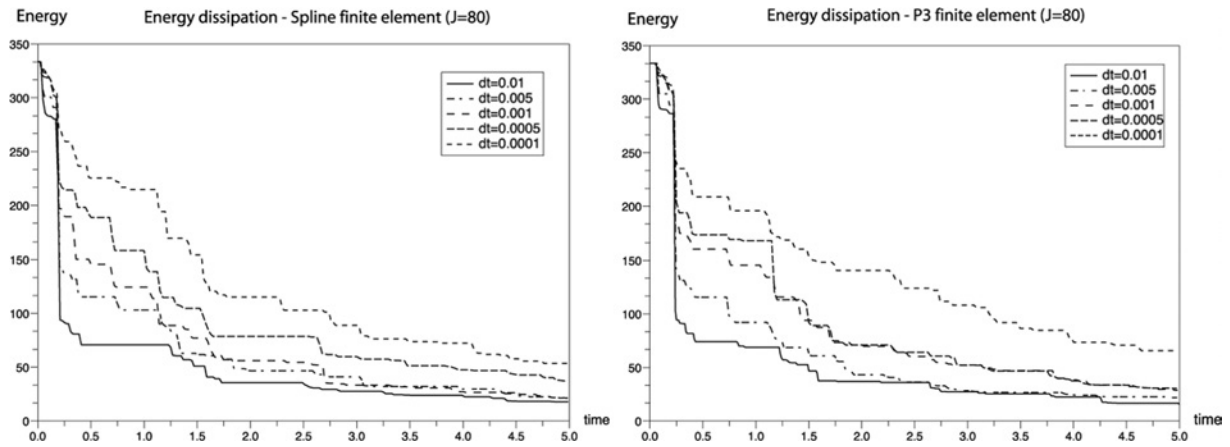 Energy dissipation - Spline finite element (J=80)
Energy
350
300
250
200
150
100
50
0
0.0 0.5 1.0 1.5 2.0 2.5 3.0 3.5 4.0 4.5 5.0
time
dt=0.01
dt=0.005
dt=0.001
dt=0.0005
dt=0.0001
Energy dissipation - P3 finite element (J=80)
Energy
350
300
250
200
150
100
50
0
0.0 0.5 1.0 1.5 2.0 2.5 3.0 3.5 4.0 4.5 5.0
time
dt=0.01
dt=0.005
dt=0.001
dt=0.0005
dt=0.0001